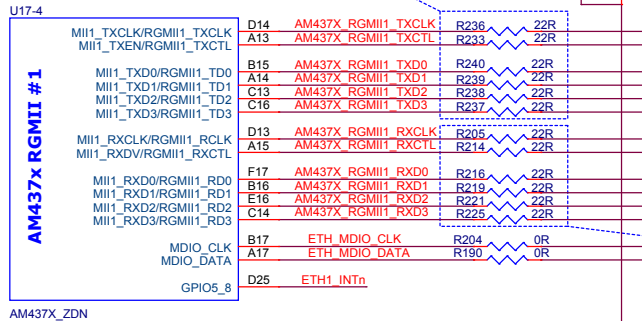 U17-4
MII1_TXCLK/RGMII1_TXCLK D14 AM437X_RGMII1_TXCLK R236 22R
MII1_TXEN/RGMII1_TXCTL A13 AM437X_RGMII1_TXCTL R233 22R
MII1_TXD0/RGMII1_TD0 B15 AM437X_RGMII1_TXD0 R240 22R
MII1_TXD1/RGMII1_TD1 A14 AM437X_RGMII1_TXD1 R239 22R
MII1_TXD2/RGMII1_TD2 C13 AM437X_RGMII1_TXD2 R238 22R
MII1_TXD3/RGMII1_TD3 C16 AM437X_RGMII1_TXD3 R237 22R
AM437x RGMII #1
MII1_RXCLK/RGMII1_RCLK D13 AM437X_RGMII1_RXCLK R205 22R
MII1_RXDV/RGMII1_RXCTL A15 AM437X_RGMII1_RXCTL R214 22R
MII1_RXD0/RGMII1_RD0 F17 AM437X_RGMII1_RXD0 R216 22R
MII1_RXD1/RGMII1_RD1 B16 AM437X_RGMII1_RXD1 R219 22R
MII1_RXD2/RGMII1_RD2 E16 AM437X_RGMII1_RXD2 R221 22R
MII1_RXD3/RGMII1_RD3 C14 AM437X_RGMII1_RXD3 R225 22R
MDIO_CLK B17 ETH_MDIO_CLK R204 0R
MDIO_DATA A17 ETH_MDIO_DATA R190 0R
GPIO5_8 D25 ETH1_INTn
AM437X_ZDN